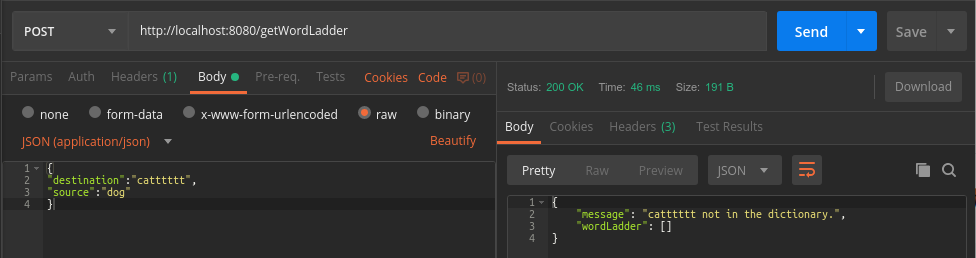 POST http://localhost:8080/getWordLadder Send Save
Params Auth Headers (1) Body Pre-req. Tests Cookies Code (0)
none form-data x-www-form-urlencoded raw binary
JSON (application/json) Beautify
1 {
2 "destination":"catttttt",
3 "source":"dog"
4 }
Status: 200 OK Time: 46 ms Size: 191 B Download
Body Cookies Headers (3) Test Results
Pretty Raw Preview JSON
1 {
2 "message": "catttttt not in the dictionary.",
3 "wordLadder": []
4 }